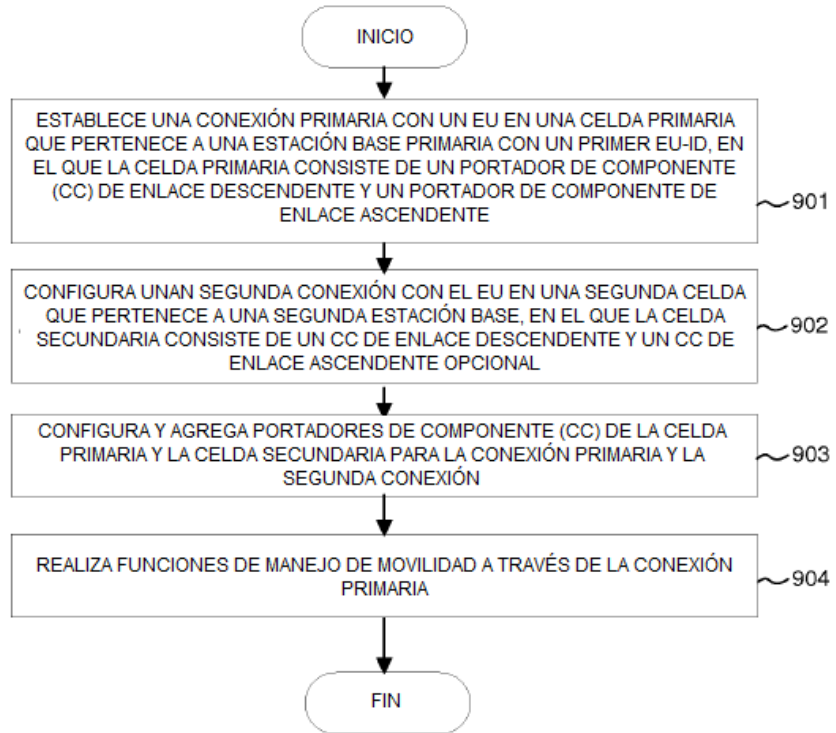 INICIO
ESTABLECE UNA CONEXIÓN PRIMARIA CON UN EU EN UNA CELDA PRIMARIA
QUE PERTENECE A UNA ESTACIÓN BASE PRIMARIA CON UN PRIMER EU-ID, EN
EL QUE LA CELDA PRIMARIA CONSISTE DE UN PORTADOR DE COMPONENTE
(CC) DE ENLACE DESCENDENTE Y UN PORTADOR DE COMPONENTE DE
ENLACE ASCENDENTE
901
CONFIGURA UNAN SEGUNDA CONEXIÓN CON EL EU EN UNA SEGUNDA CELDA
QUE PERTENECE A UNA SEGUNDA ESTACIÓN BASE, EN EL QUE LA CELDA
SECUNDARIA CONSISTE DE UN CC DE ENLACE DESCENDENTE Y UN CC DE
ENLACE ASCENDENTE OPCIONAL
902
CONFIGURA Y AGREGA PORTADORES DE COMPONENTE (CC) DE LA CELDA
PRIMARIA Y LA CELDA SECUNDARIA PARA LA CONEXIÓN PRIMARIA Y LA
SEGUNDA CONEXIÓN
903
REALIZA FUNCIONES DE MANEJO DE MOVILIDAD A TRAVÉS DE LA CONEXIÓN
PRIMARIA
904
FIN